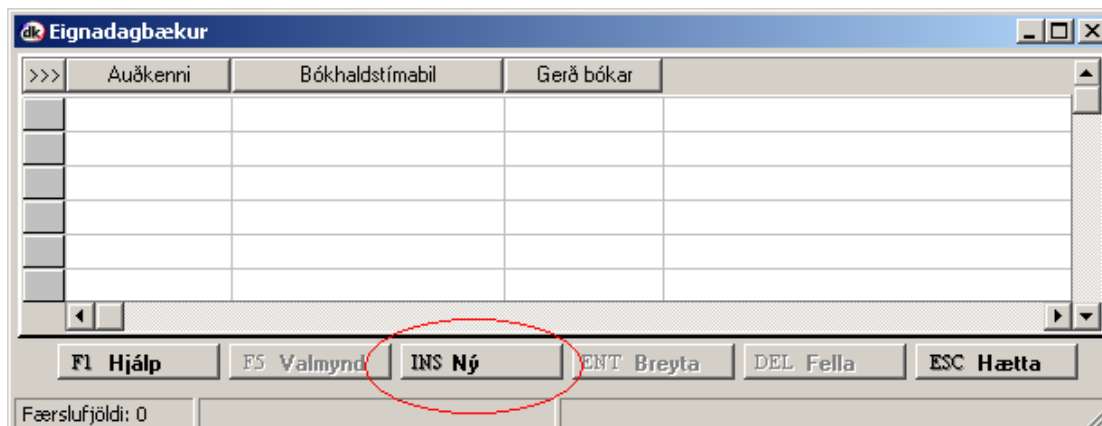 dk Eignadagbækur
>>> Auðkenni Bókhaldstímabil Gerð bókar
F1 Hjálp F5 Valmynd INS Ný ENT Breyta DEL Fella ESC Hætta
Færslufjöldi: 0